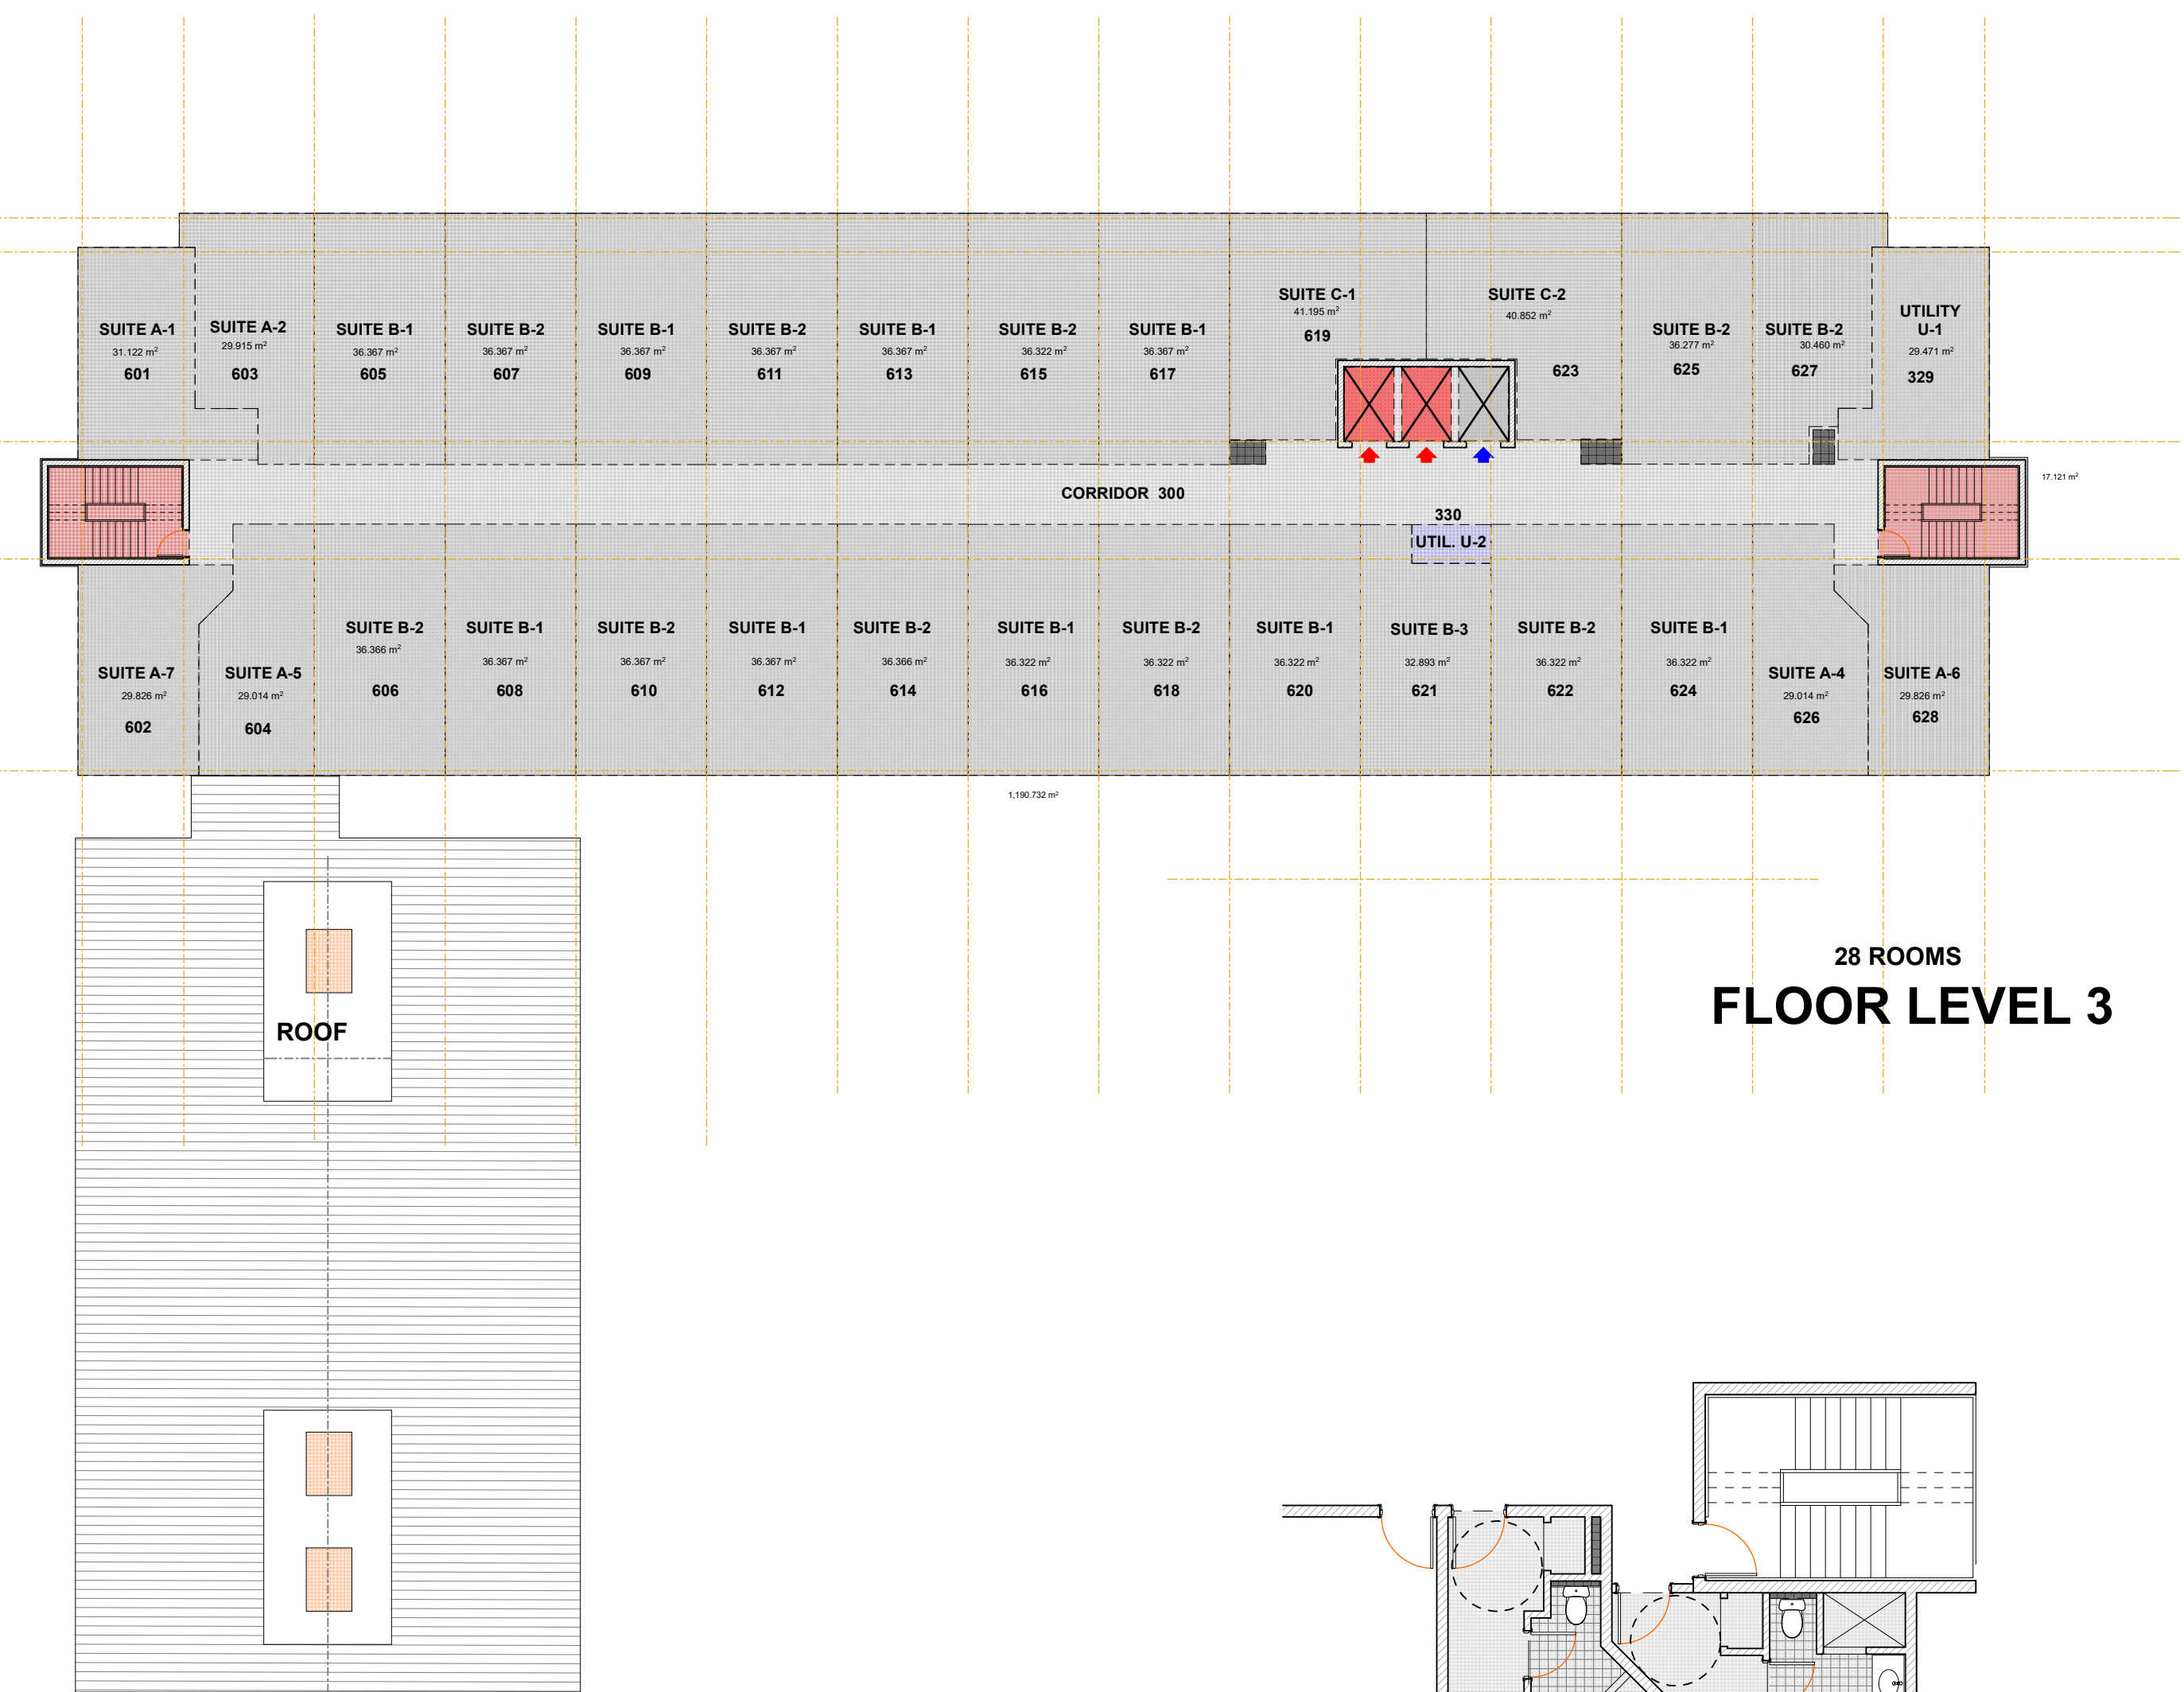 SUITE A-1
31.122 m²
601
SUITE A-2
29.915 m²
603
SUITE B-1
36.367 m²
605
SUITE B-2
36.367 m²
607
SUITE B-1
36.367 m²
609
SUITE B-2
36.367 m²
611
SUITE B-1
36.367 m²
613
SUITE B-2
36.322 m²
615
SUITE B-1
36.367 m²
617
SUITE C-1
41.195 m²
619
SUITE C-2
40.852 m²
623
SUITE B-2
36.277 m²
625
SUITE B-2
30.460 m²
627
UTILITY
U-1
29.471 m²
329
17.121 m²
CORRIDOR 300
330
UTIL. U-2
SUITE A-7
29.826 m²
602
SUITE A-5
29.014 m²
604
SUITE B-2
36.366 m²
606
SUITE B-1
36.367 m²
608
SUITE B-2
36.367 m²
610
SUITE B-1
36.367 m²
612
SUITE B-2
36.366 m²
614
SUITE B-1
36.322 m²
616
SUITE B-2
36.322 m²
618
SUITE B-1
36.322 m²
620
SUITE B-3
32.893 m²
621
SUITE B-2
36.322 m²
622
SUITE B-1
36.322 m²
624
SUITE A-4
29.014 m²
626
SUITE A-6
29.826 m²
628
1,190.732 m²
28 ROOMS
FLOOR LEVEL 3
ROOF